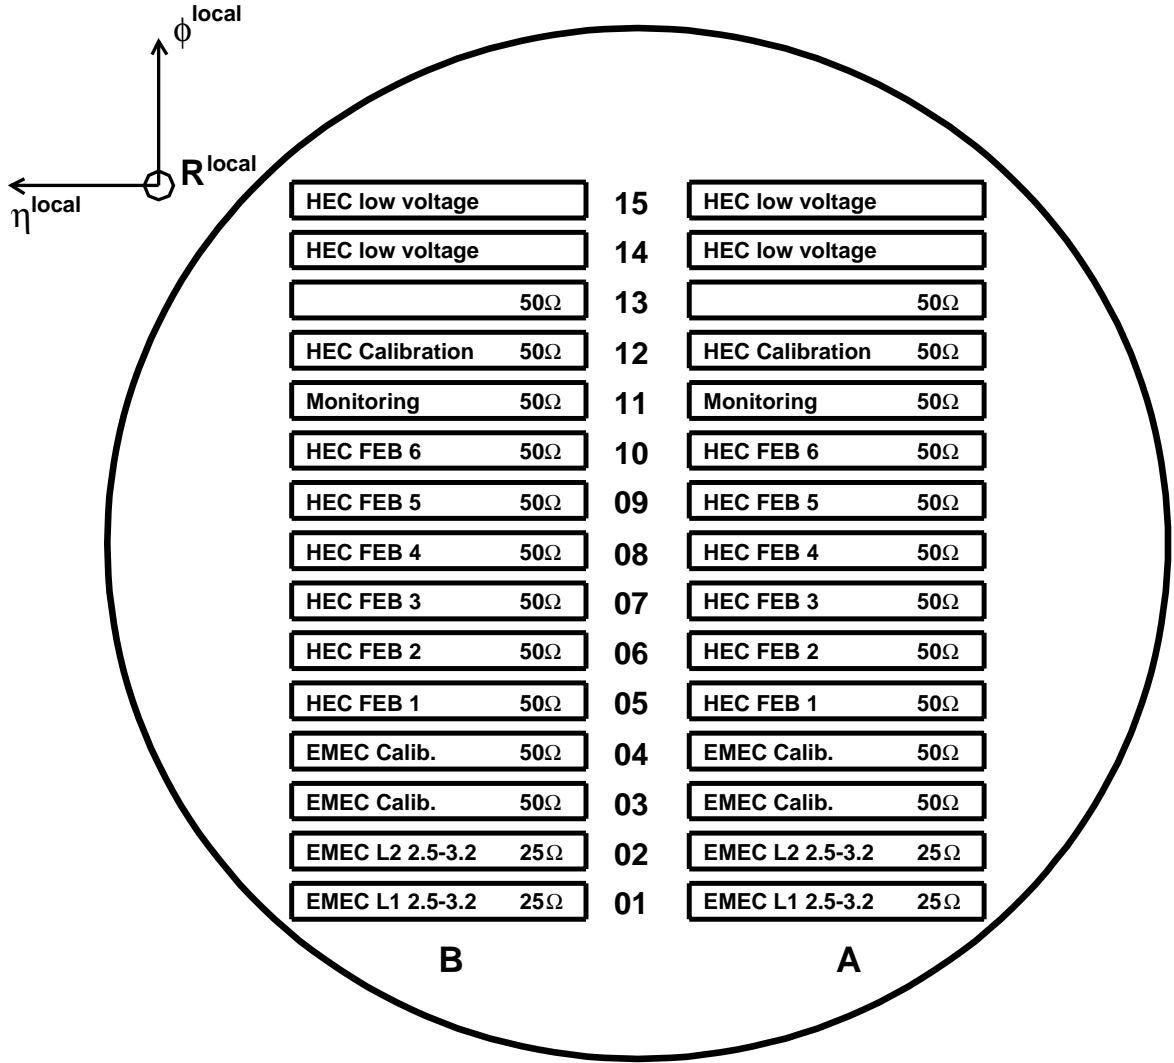 ϕlocal
Rlocal
ηlocal
HEC low voltage 15 HEC low voltage
HEC low voltage 14 HEC low voltage
50Ω 13 50Ω
HEC Calibration 50Ω 12 HEC Calibration 50Ω
Monitoring 50Ω 11 Monitoring 50Ω
HEC FEB 6 50Ω 10 HEC FEB 6 50Ω
HEC FEB 5 50Ω 09 HEC FEB 5 50Ω
HEC FEB 4 50Ω 08 HEC FEB 4 50Ω
HEC FEB 3 50Ω 07 HEC FEB 3 50Ω
HEC FEB 2 50Ω 06 HEC FEB 2 50Ω
HEC FEB 1 50Ω 05 HEC FEB 1 50Ω
EMEC Calib. 50Ω 04 EMEC Calib. 50Ω
EMEC Calib. 50Ω 03 EMEC Calib. 50Ω
EMEC L2 2.5-3.2 25Ω 02 EMEC L2 2.5-3.2 25Ω
EMEC L1 2.5-3.2 25Ω 01 EMEC L1 2.5-3.2 25Ω
B A